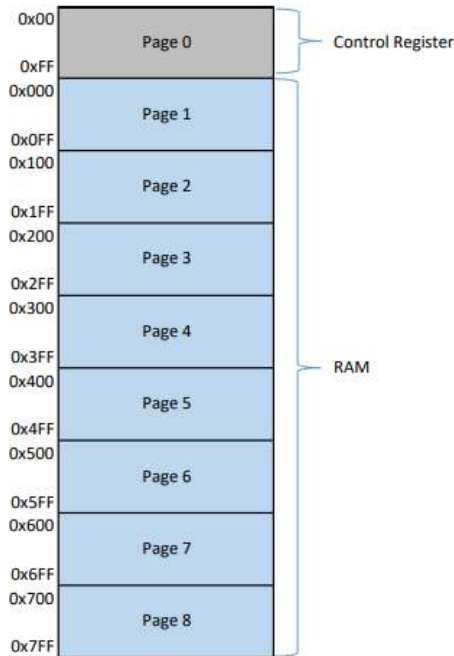 0x00
Page 0
Control Register
0xFF
0x000
Page 1
0x0FF
0x100
Page 2
0x1FF
0x200
Page 3
0x2FF
0x300
Page 4
0x3FF
RAM
0x400
Page 5
0x4FF
0x500
Page 6
0x5FF
0x600
Page 7
0x6FF
0x700
Page 8
0x7FF